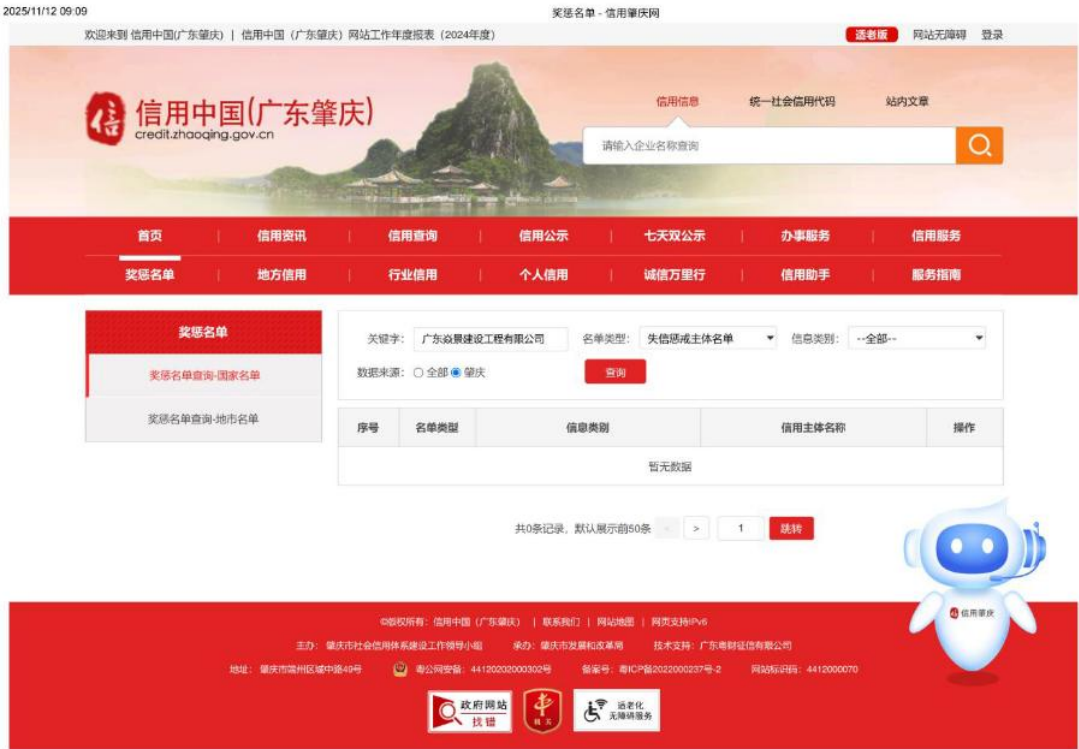 2025/11/12 09:09 奖惩名单 - 信用肇庆网
欢迎来到 信用中国(广东肇庆) | 信用中国（广东肇庆）网站工作年度报表（2024年度） 适老版 网站无障碍 登录
信用中国(广东肇庆)
credit.zhaoqing.gov.cn
信用信息 统一社会信用代码 站内文章
请输入企业名称查询
首页 | 信用资讯 | 信用查询 | 信用公示 | 七天双公示 | 办事服务 | 信用服务
奖惩名单 | 地方信用 | 行业信用 | 个人信用 | 诚信万里行 | 信用助手 | 服务指南
奖惩名单
奖惩名单查询-国家名单
奖惩名单查询-地市名单
关键字： 广东焱景建设工程有限公司 名单类型： 失信惩戒主体名单 信息类别： --全部--
数据来源： 全部 肇庆 查询
序号 名单类型 信息类别 信用主体名称 操作
暂无数据
共0条记录，默认展示前50条 < > 1 跳转
信用肇庆
©版权所有：信用中国（广东肇庆） | 联系我们 | 网站地图 | 网页支持IPv6
主办：肇庆市社会信用体系建设工作领导小组 承办：肇庆市发展和改革局 技术支持：广东粤财征信有限公司
地址：肇庆市端州区城中路49号 粤公网安备：44120202000302号 备案号：粤ICP备2022000237号-2 网站标识码：4412000070
政府网站
找错
机关
适老化
无障碍服务